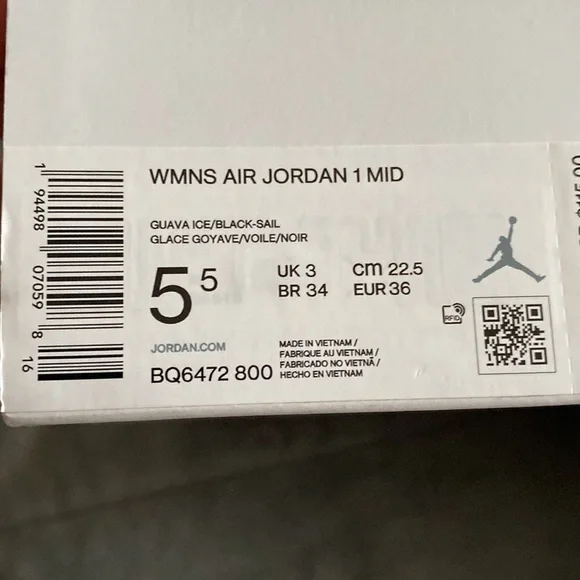 WMNS AIR JORDAN 1 MID
GUAVA ICE/BLACK-SAIL
GLACE GOYAVE/VOILE/NOIR
5 5
UK 3 cm 22.5
BR 34 EUR 36
JORDAN.COM
BQ6472 800
MADE IN VIETNAM /
FABRIQUE AU VIETNAM /
FABRICADO NO VIETNÃ /
HECHO EN VIETNAM
RFID
1 94498 07059 8
16